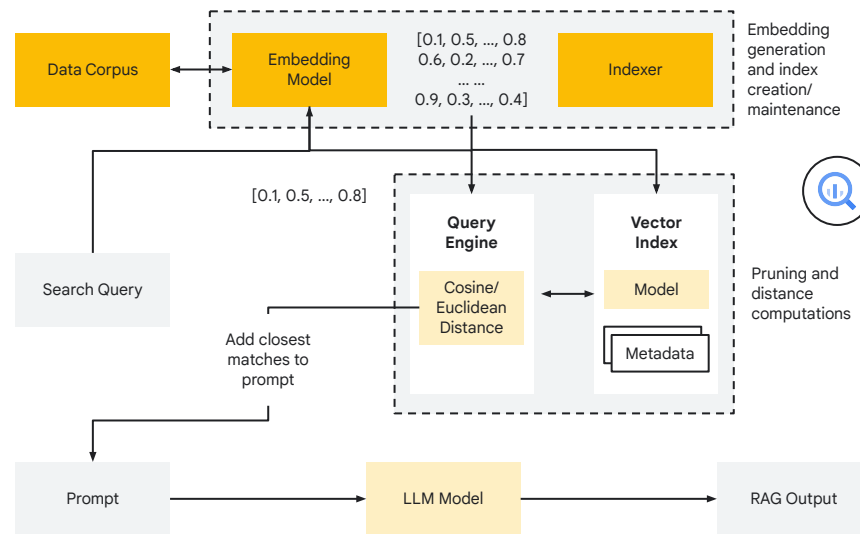 Data Corpus
Embedding
Model
[0.1, 0.5, ..., 0.8
0.6, 0.2, ..., 0.7
... ...
0.9, 0.3, ..., 0.4]
Indexer
Embedding
generation
and index
creation/
maintenance
[0.1, 0.5, ..., 0.8]
Search Query
Query
Engine
Cosine/
Euclidean
Distance
Vector
Index
Model
Metadata
Pruning and
distance
computations
Add closest
matches to
prompt
Prompt
LLM Model
RAG Output